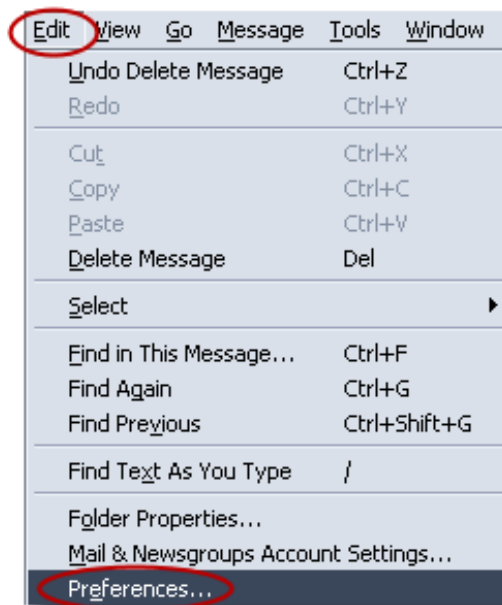 Edit View Go Message Tools Window
Undo Delete Message Ctrl+Z
Redo Ctrl+Y
Cut Ctrl+X
Copy Ctrl+C
Paste Ctrl+V
Delete Message Del
Select
Find in This Message... Ctrl+F
Find Again Ctrl+G
Find Previous Ctrl+Shift+G
Find Text As You Type /
Folder Properties...
Mail & Newsgroups Account Settings...
Preferences...